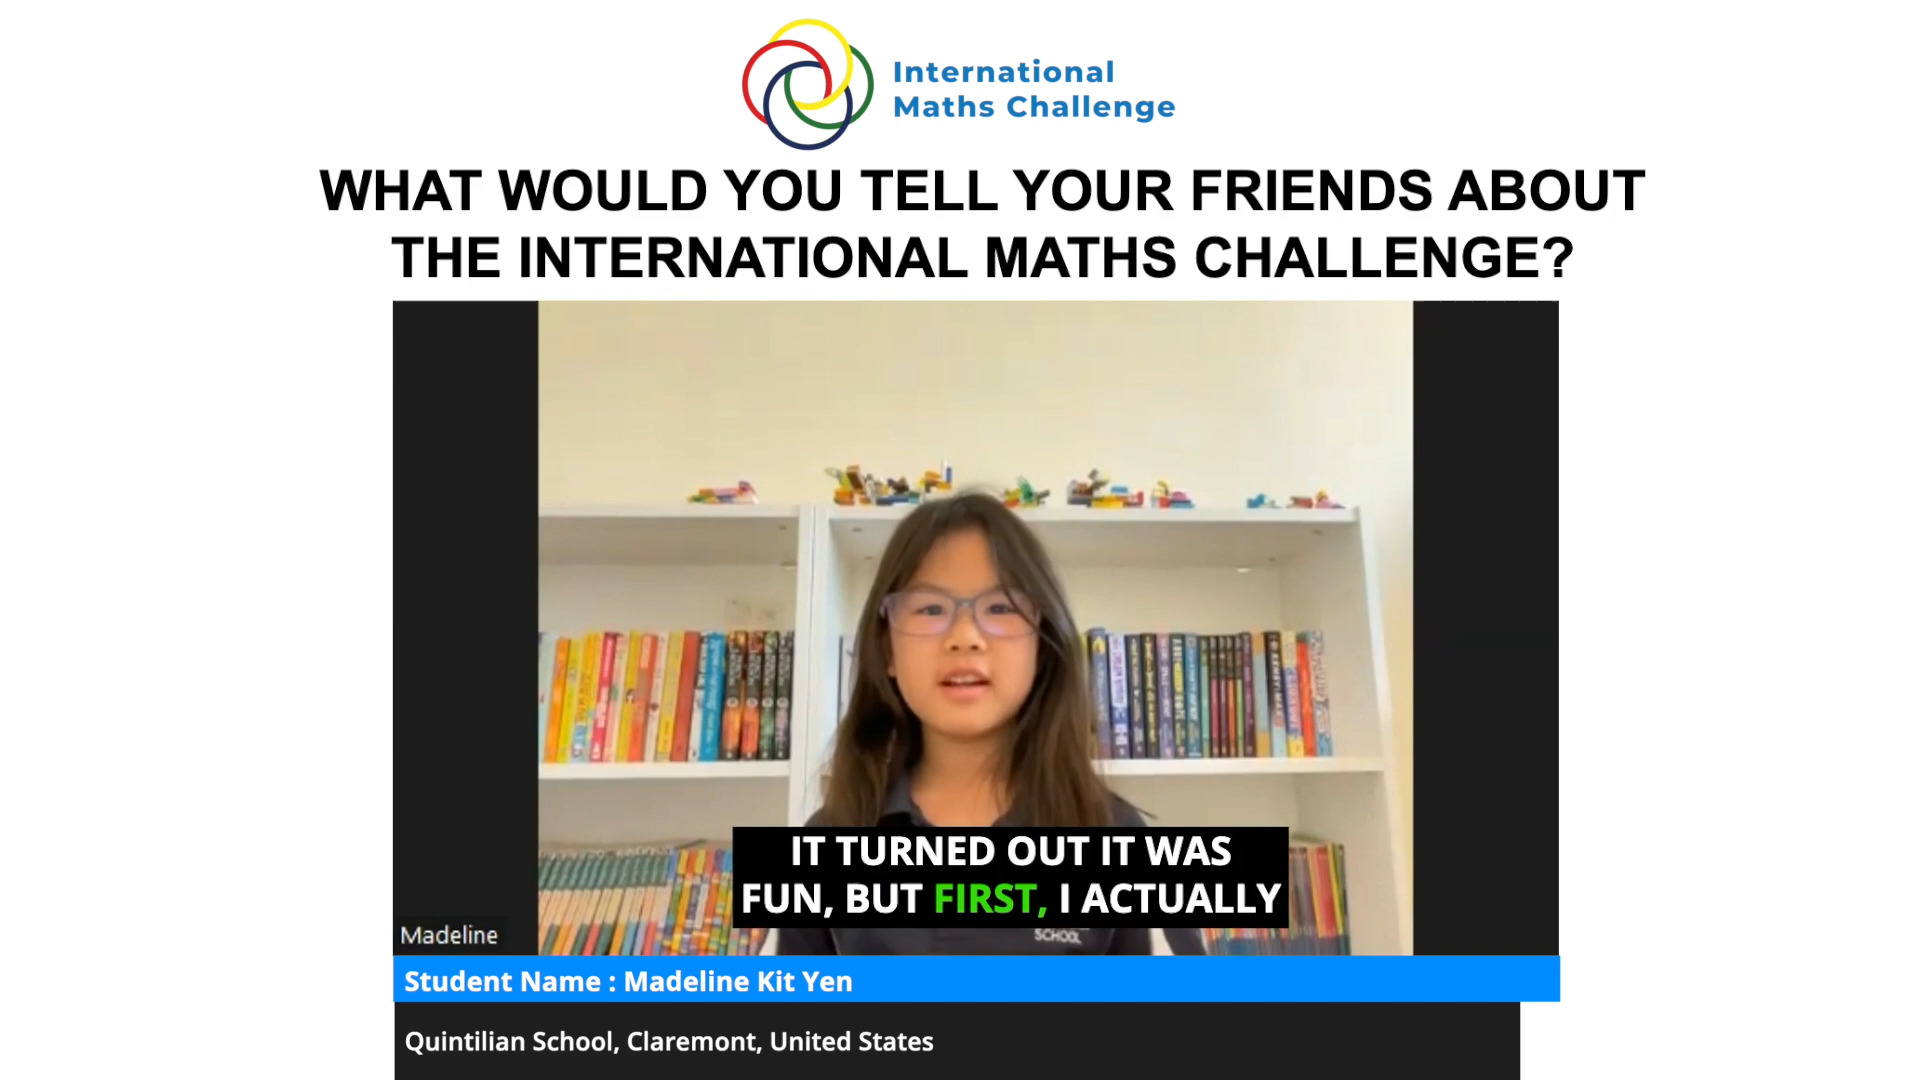 International
Maths Challenge
WHAT WOULD YOU TELL YOUR FRIENDS ABOUT
THE INTERNATIONAL MATHS CHALLENGE?
IT TURNED OUT IT WAS
FUN, BUT FIRST, I ACTUALLY
SCHOOL
Madeline
Student Name : Madeline Kit Yen
Quintilian School, Claremont, United States